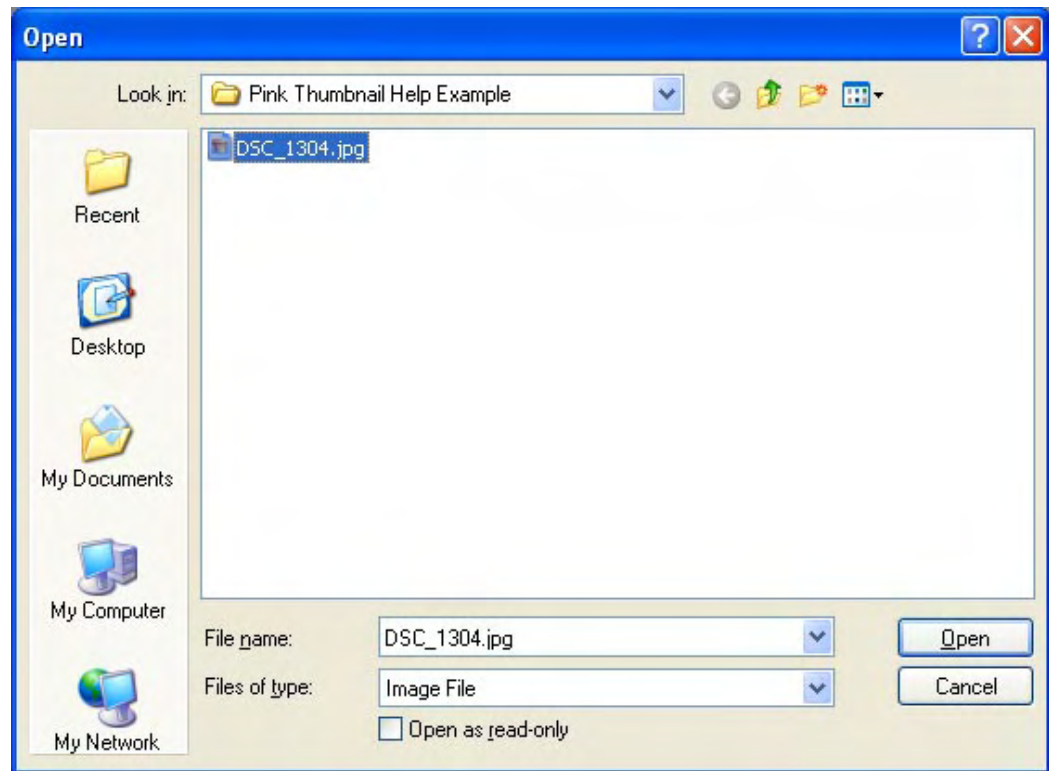 Open
Look in: Pink Thumbnail Help Example
DSC_1304.jpg
Recent
Desktop
My Documents
My Computer
My Network
File name: DSC_1304.jpg Open
Files of type: Image File Cancel
Open as read-only